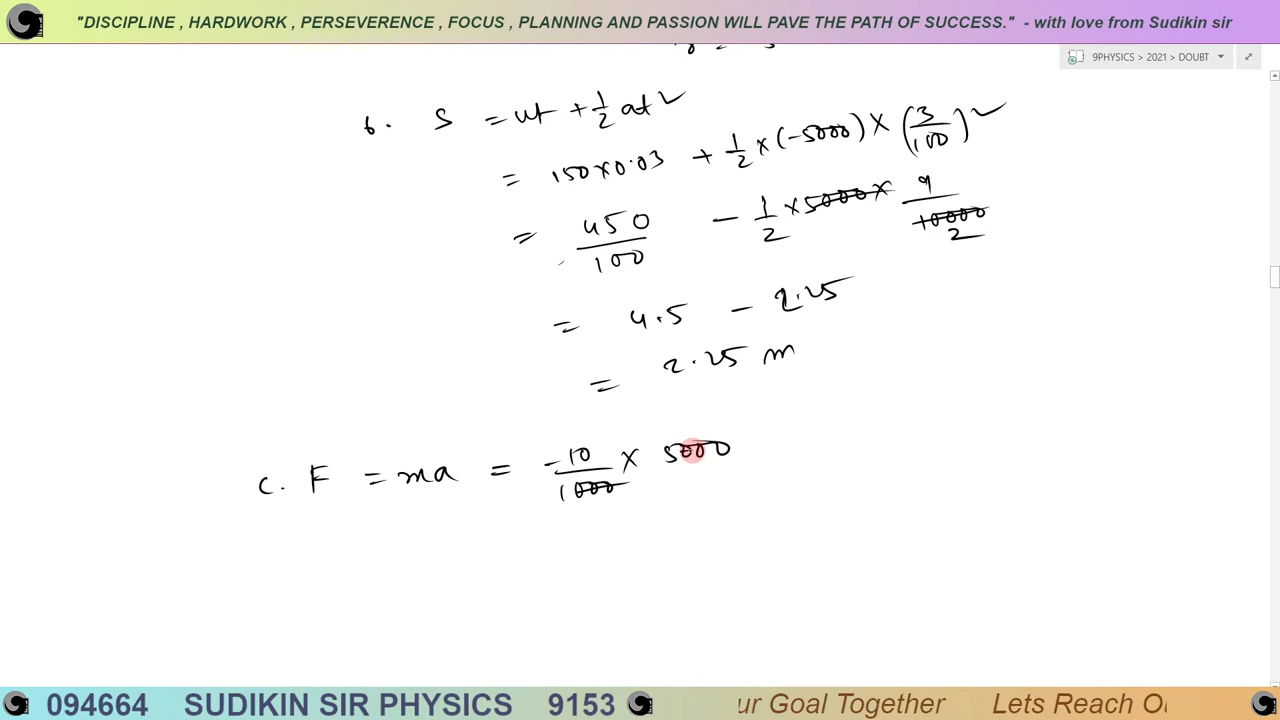 "DISCIPLINE , HARDWORK , PERSEVERENCE , FOCUS , PLANNING AND PASSION WILL PAVE THE PATH OF SUCCESS." - with love from Sudikin sir
9PHYSICS > 2021 > DOUBT
b. S = ut + 1/2 at²
= 150 × 0.03 + 1/2 × (-5000) × (3/100)²
= 450/100 - 1/2 × 5000 × 9/10000 2
= 4.5 - 2.25
= 2.25 m
c. F = ma = -10/1000 × 5000
094664 SUDIKIN SIR PHYSICS 9153 ur Goal Together Lets Reach